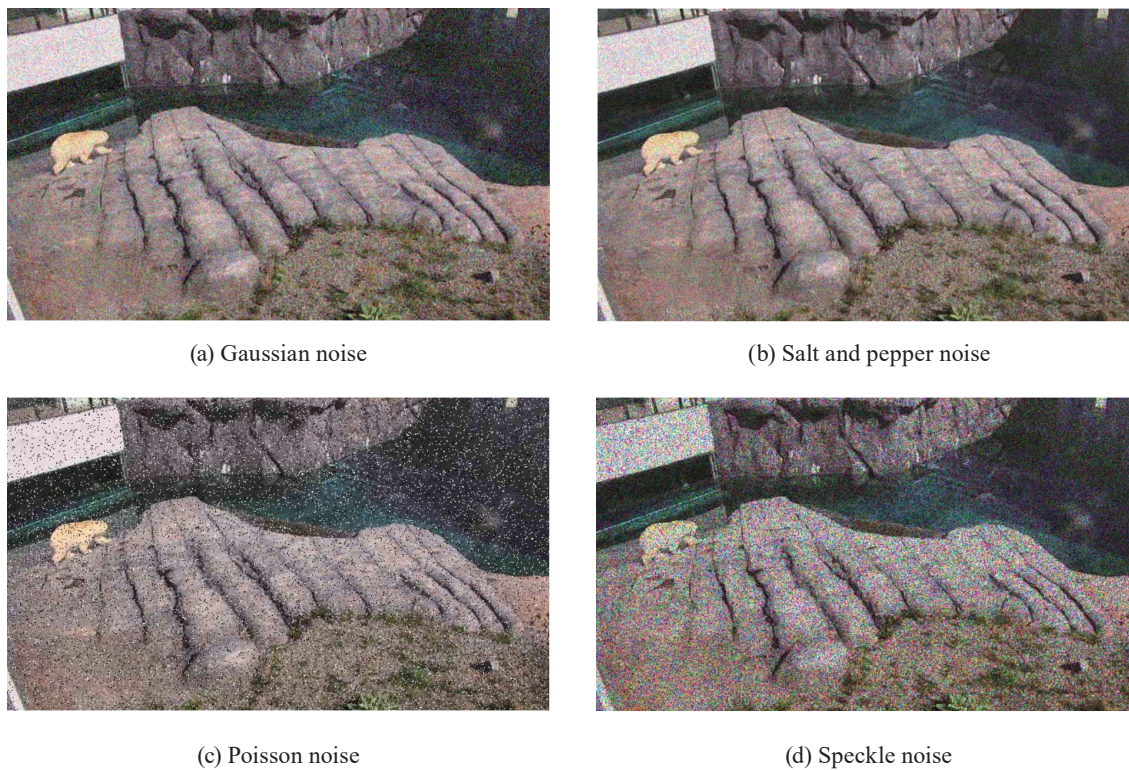 (a) Gaussian noise
(b) Salt and pepper noise
(c) Poisson noise
(d) Speckle noise